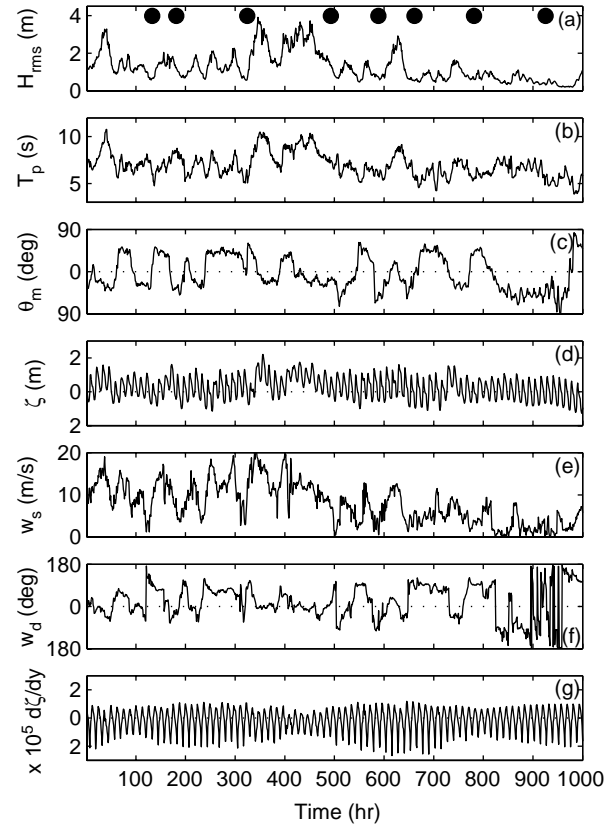 4
2
0
H_rms (m)
(a)
10
5
T_p (s)
(b)
90
0
90
θ_m (deg)
(c)
2
0
2
ζ (m)
(d)
20
10
0
w_s (m/s)
(e)
180
0
180
w_d (deg)
(f)
2
0
2
x 10^5 dζ/dy
(g)
100 200 300 400 500 600 700 800 900 1000
Time (hr)